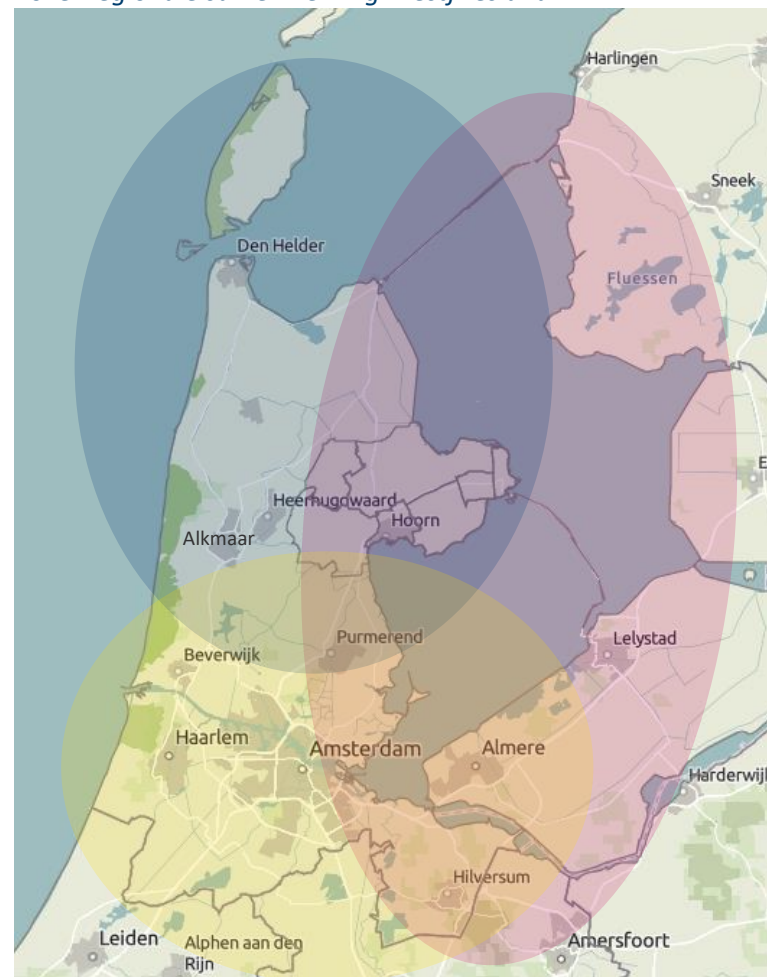 Harlingen
Sneek
Den Helder
Fluessen
E
Heerhugowaard
Hoorn
Alkmaar
Purmerend
Lelystad
Beverwijk
Haarlem
Amsterdam
Almere
Harderwijk
Hilversum
Leiden
Alphen aan den
Rijn
Amersfoort